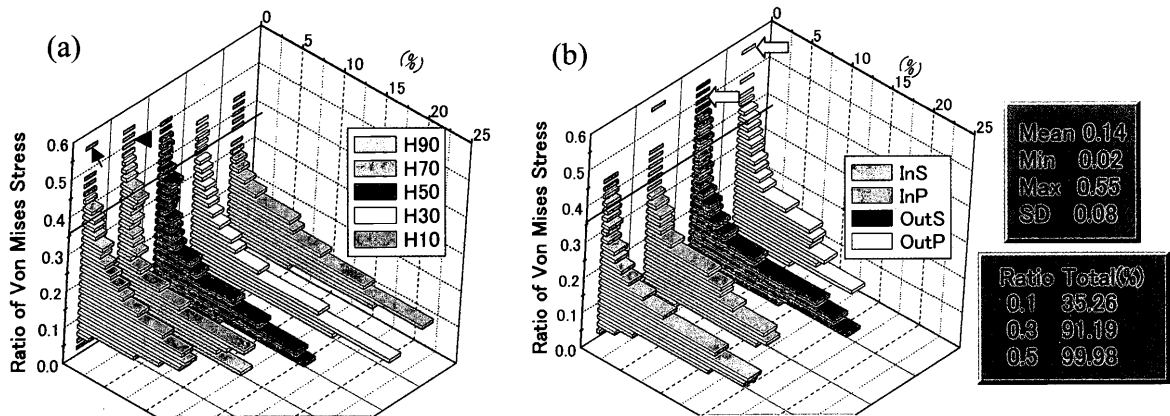 (a)
0
5
10
15
20
25
(%)
Ratio of Von Mises Stress
0.6
0.5
0.4
0.3
0.2
0.1
0.0
H90
H70
H50
H30
H10
(b)
0
5
10
15
20
25
(%)
Ratio of Von Mises Stress
0.6
0.5
0.4
0.3
0.2
0.1
0.0
InS
InP
OutS
OutP
Mean 0.14
Min 0.02
Max 0.55
SD 0.08
Ratio Total(%)
0.1 35.26
0.3 91.19
0.5 99.98